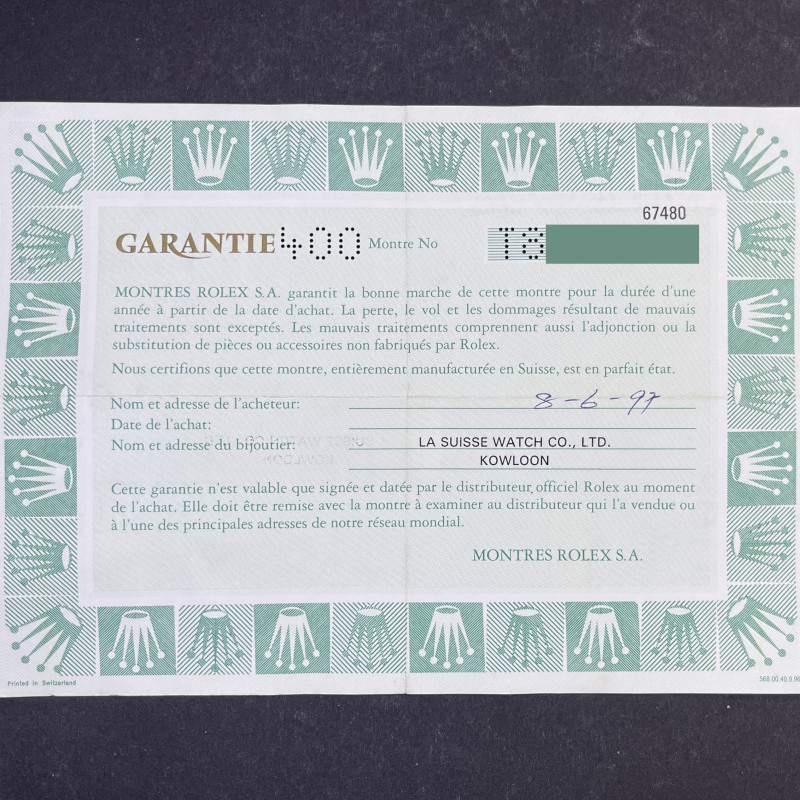 67480
GARANTIE 400 Montre No T8
MONTRES ROLEX S.A. garantit la bonne marche de cette montre pour la durée d'une
année à partir de la date d'achat. La perte, le vol et les dommages résultant de mauvais
traitements sont exceptés. Les mauvais traitements comprennent aussi l'adjonction ou la
substitution de pièces ou accessoires non fabriqués par Rolex.
Nous certifions que cette montre, entièrement manufacturée en Suisse, est en parfait état.
Nom et adresse de l'acheteur: 8-6-97
Date de l'achat:
Nom et adresse du bijoutier: LA SUISSE WATCH CO., LTD.
KOWLOON
Cette garantie n'est valable que signée et datée par le distributeur officiel Rolex au moment
de l'achat. Elle doit être remise avec la montre à examiner au distributeur qui l'a vendue ou
à l'une des principales adresses de notre réseau mondial.
MONTRES ROLEX S.A.
Printed in Switzerland 568.00.40.9.96